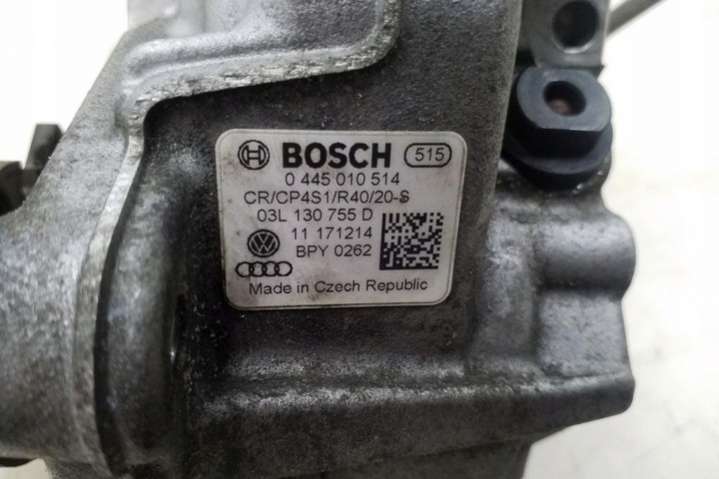 BOSCH 515
0 445 010 514
CR/CP4S1/R40/20-S
03L 130 755 D
11 171214
BPY 0262
Made in Czech Republic